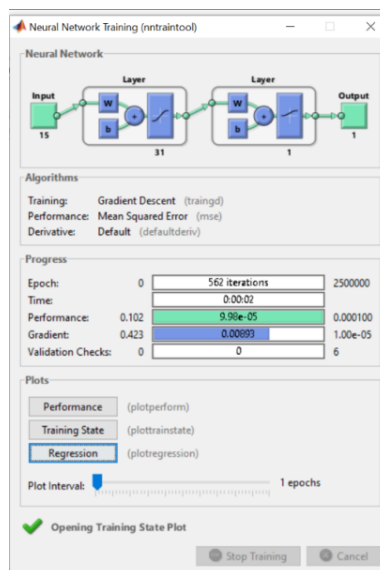 Neural Network Training (nntraintool)
Neural Network
Layer Layer
Input Output
W W
+ +
b b
15 1
31 1
Algorithms
Training: Gradient Descent (traingd)
Performance: Mean Squared Error (mse)
Derivative: Default (defaultderiv)
Progress
Epoch: 0 562 iterations 2500000
Time: 0:00:02
Performance: 0.102 9.98e-05 0.000100
Gradient: 0.423 0.00893 1.00e-05
Validation Checks: 0 0 6
Plots
Performance (plotperform)
Training State (plottrainstate)
Regression (plotregression)
Plot Interval: 1 epochs
Opening Training State Plot
Stop Training Cancel